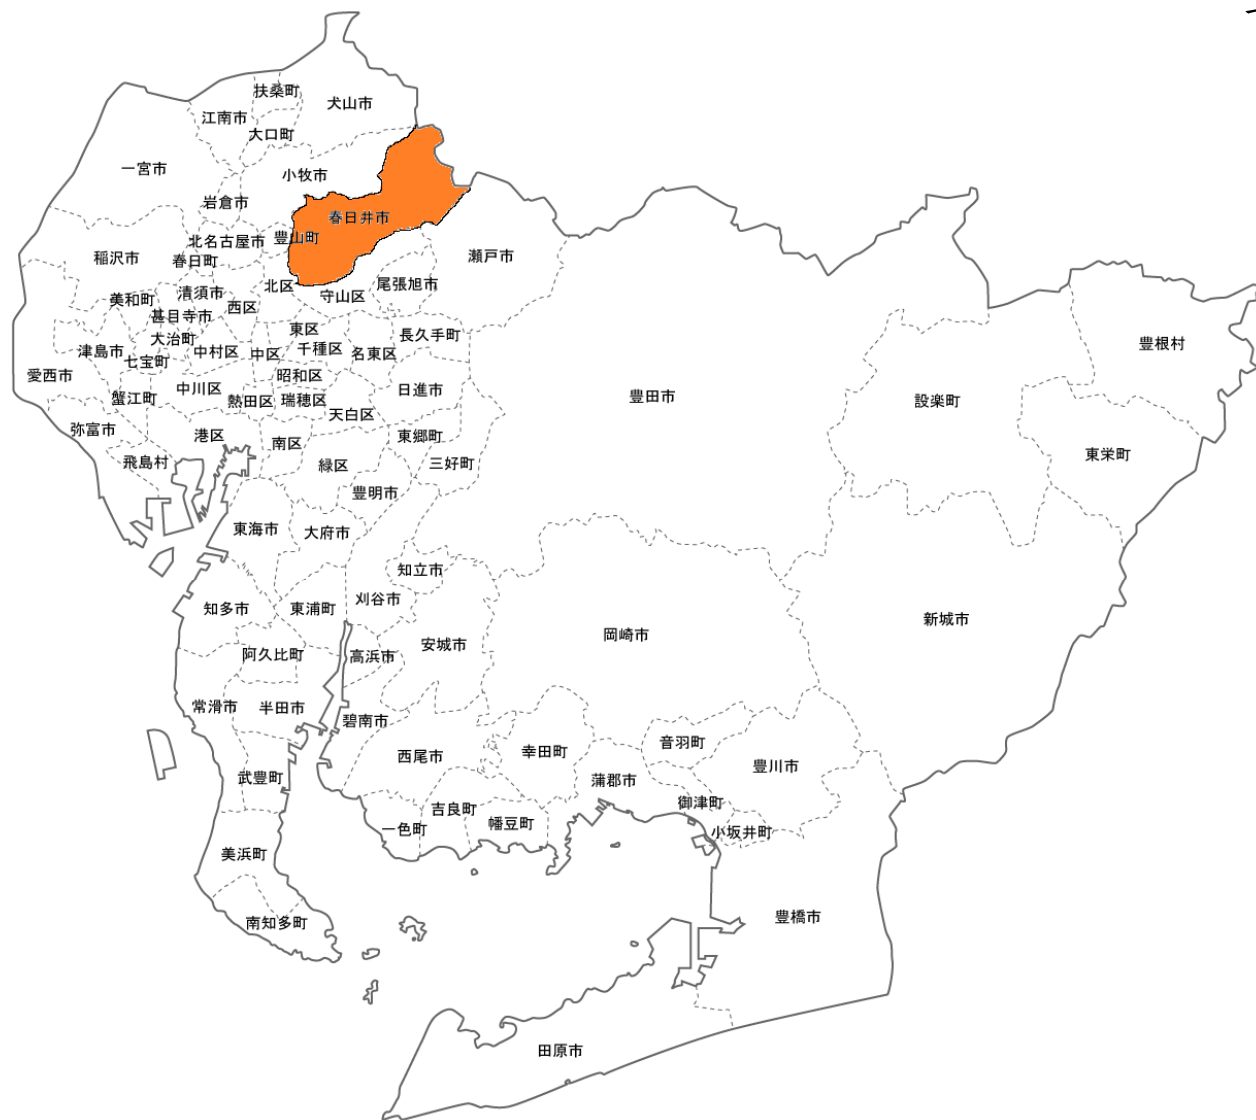 扶桑町
犬山市
江南市
大口町
一宮市
小牧市
岩倉市
春日井市
北名古屋市
豊山町
稲沢市
春日町
瀬戸市
北区
尾張旭市
清須市
守山区
美和町
西区
甚目寺市
東区
長久手町
大治町
豊根村
津島市
中村区
中区
千種区
名東区
七宝町
愛西市
昭和区
中川区
日進市
豊田市
蟹江町
熱田区
瑞穂区
設楽町
天白区
弥富市
港区
東郷町
南区
東栄町
飛島村
緑区
三好町
豊明市
東海市
大府市
知立市
刈谷市
知多市
東浦町
新城市
岡崎市
安城市
阿久比町
高浜市
常滑市
半田市
碧南市
音羽町
幸田町
西尾市
豊川市
武豊町
蒲郡市
御津町
吉良町
幡豆町
一色町
小坂井町
美浜町
豊橋市
南知多町
田原市